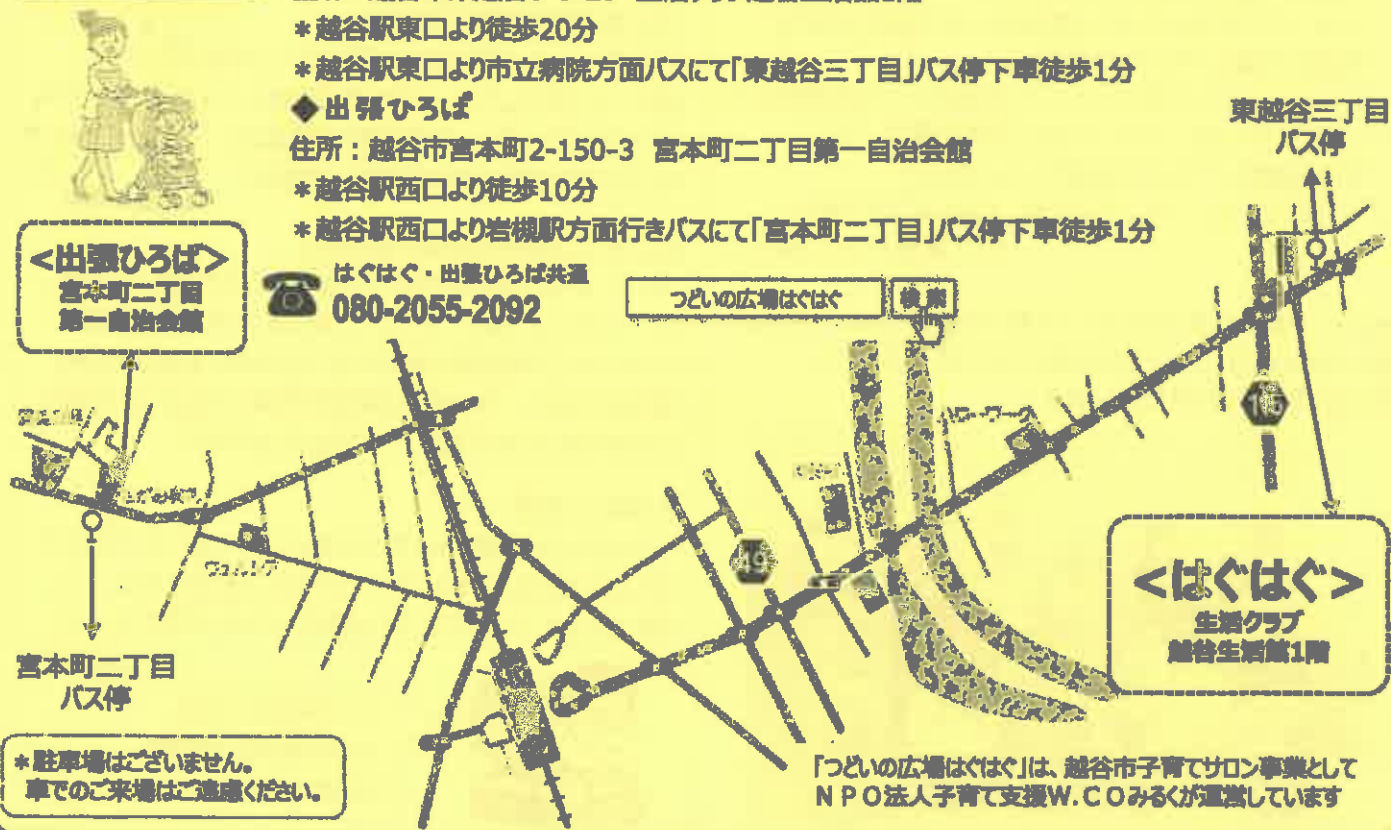 *越谷駅東口より徒歩20分
*越谷駅東口より市立病院方面バスにて「東越谷三丁目」バス停下車徒歩1分
◆出張ひろば
住所：越谷市宮本町2-150-3 宮本町二丁目第一自治会館
*越谷駅西口より徒歩10分
*越谷駅西口より岩槻駅方面行きバスにて「宮本町二丁目」バス停下車徒歩1分
東越谷三丁目
バス停
<出張ひろば>
宮本町二丁目
第一自治会館
はぐはぐ・出張ひろば共通
080-2055-2092
つどいの広場はぐはぐ
検索
ハローワーク
<はぐはぐ>
生活クラブ
越谷生活館1階
宮本町二丁目
バス停
*駐車場はございません。
車でのご来場はご遠慮ください。
「つどいの広場はぐはぐ」は、越谷市子育てサロン事業として
NPO法人子育て支援W.COみるくが運営しています